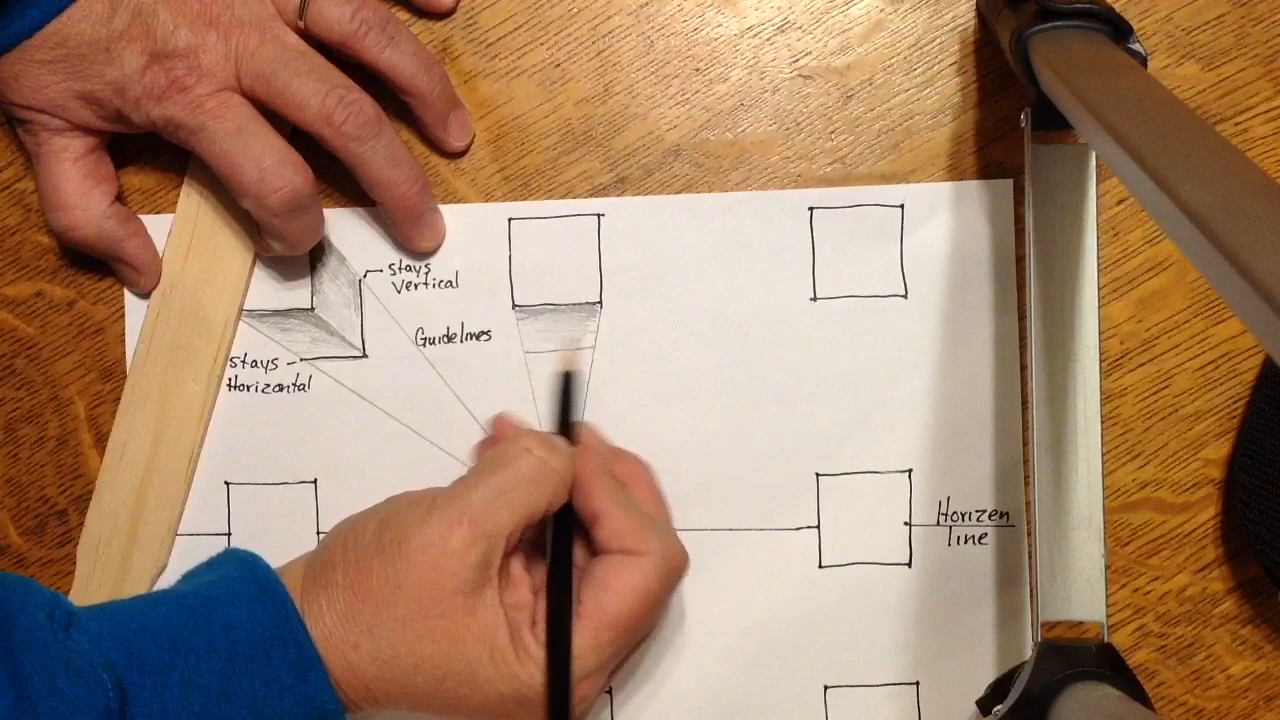 stays
Vertical
Guidelines
stays
Horizontal
Horizen
line